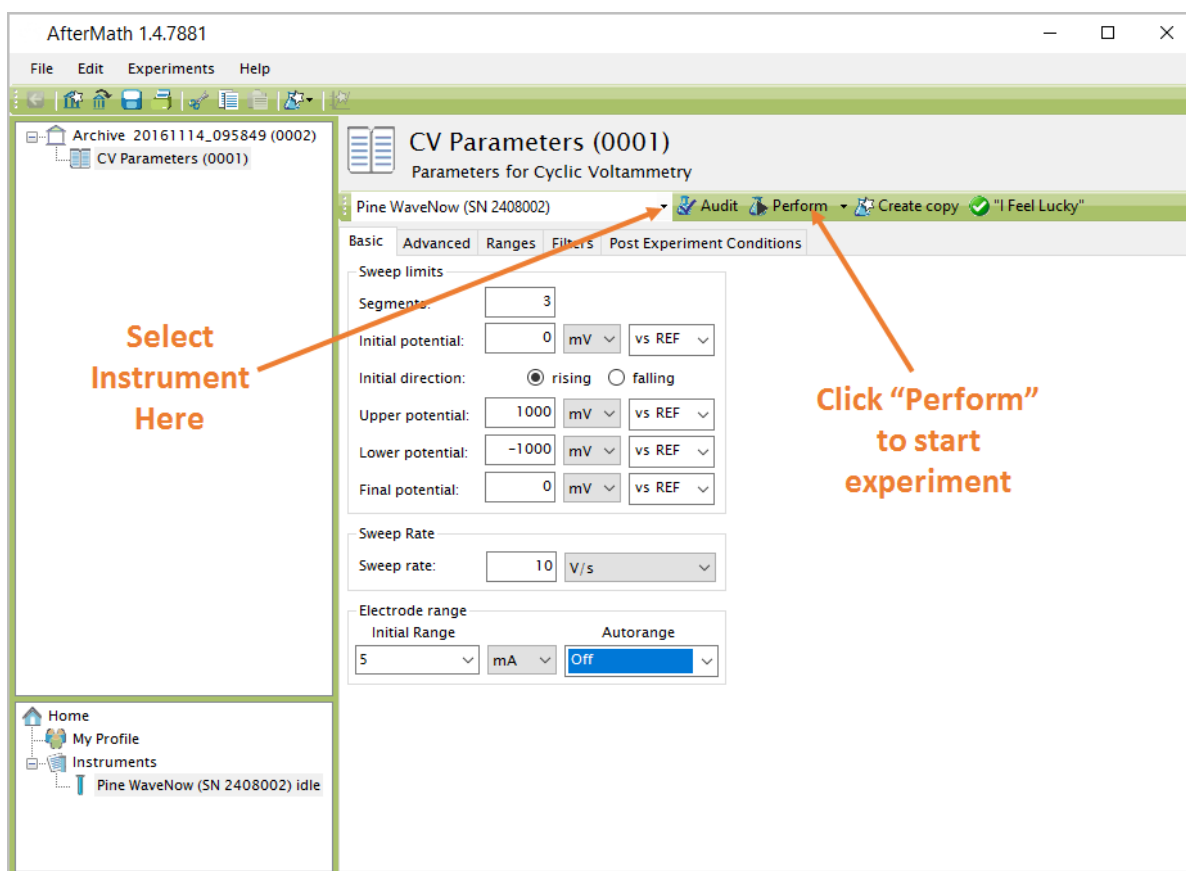 AfterMath 1.4.7881
File Edit Experiments Help
Archive 20161114_095849 (0002)
CV Parameters (0001)
CV Parameters (0001)
Parameters for Cyclic Voltammetry
Pine WaveNow (SN 2408002) Audit Perform Create copy "I Feel Lucky"
Basic Advanced Ranges Filters Post Experiment Conditions
Sweep limits
Segments: 3
Initial potential: 0 mV vs REF
Initial direction: rising falling
Upper potential: 1000 mV vs REF
Lower potential: -1000 mV vs REF
Final potential: 0 mV vs REF
Sweep Rate
Sweep rate: 10 V/s
Electrode range
Initial Range Autorange
5 mA Off
Select
Instrument
Here
Click “Perform”
to start
experiment
Home
My Profile
Instruments
Pine WaveNow (SN 2408002) idle